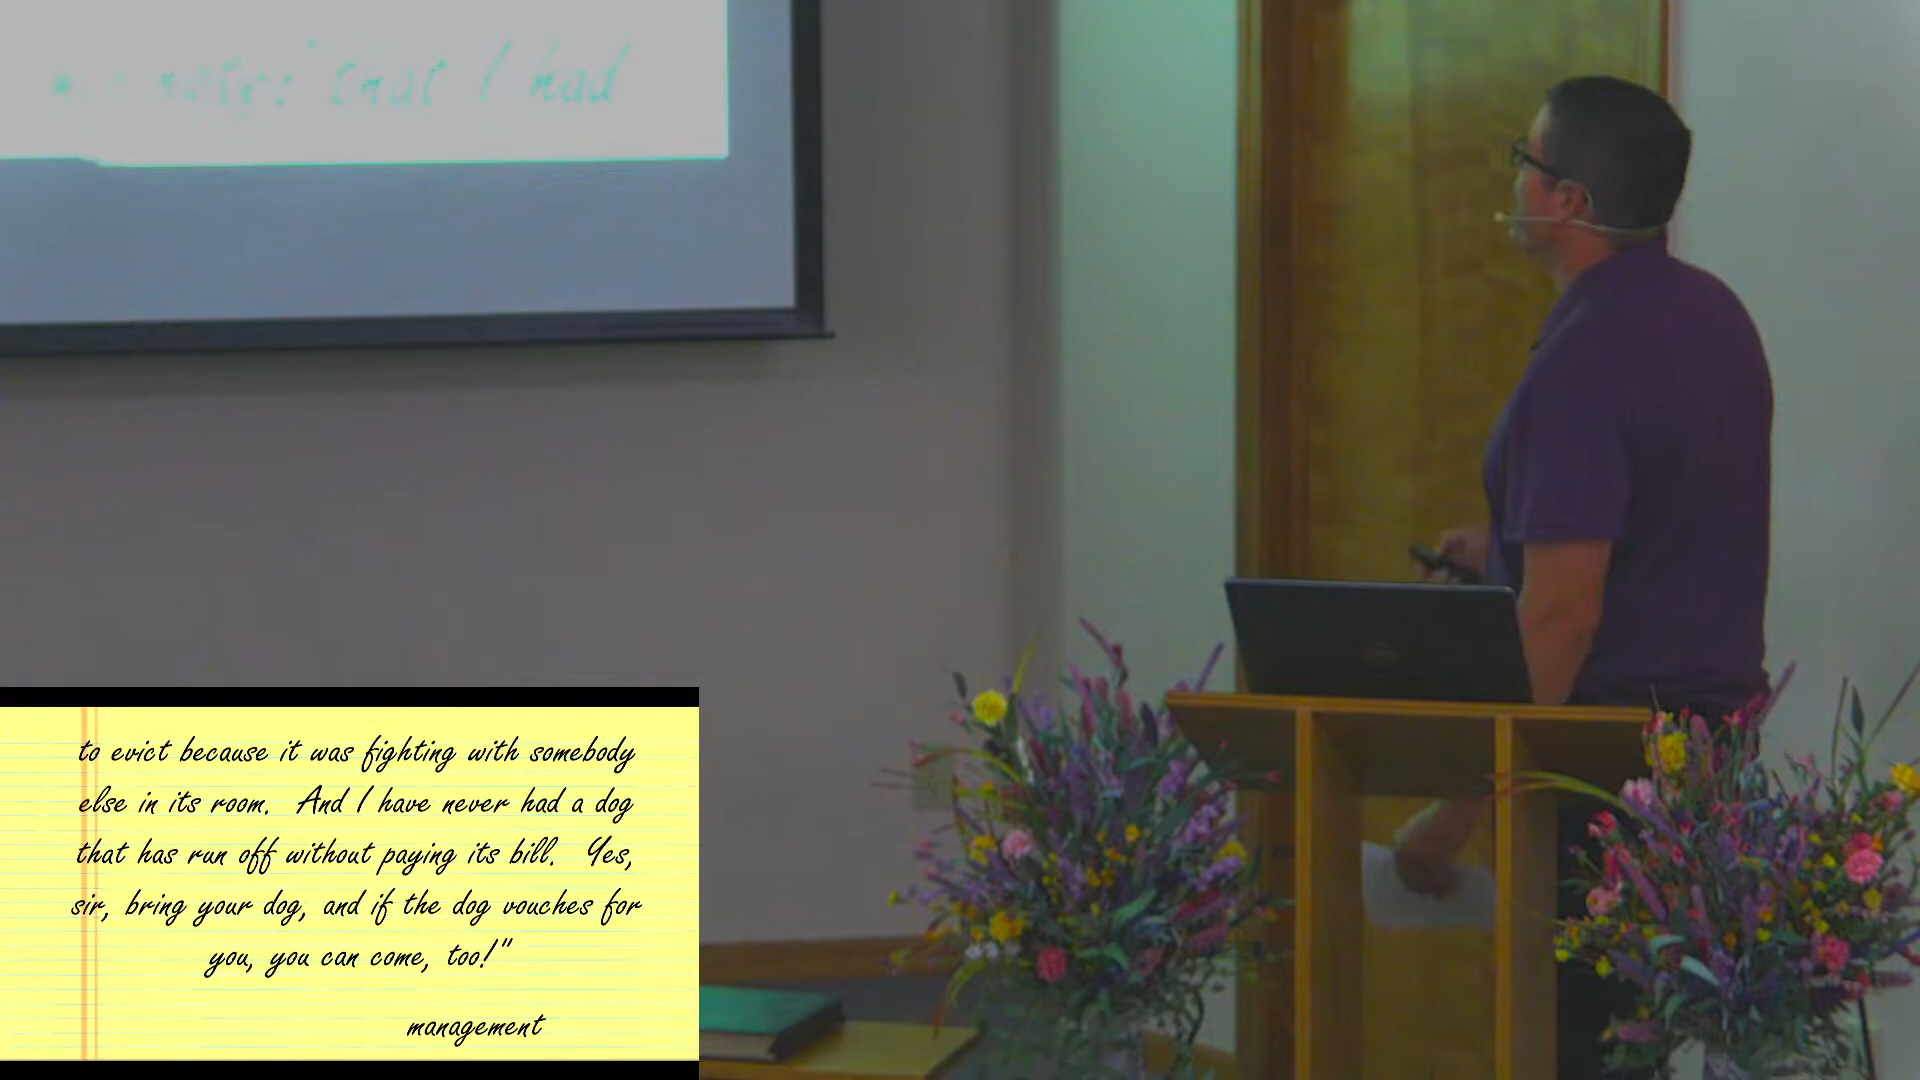 that I had
to evict because it was fighting with somebody
else in its room. And I have never had a dog
that has run off without paying its bill. Yes,
sir, bring your dog, and if the dog vouches for
you, you can come, too!"
management